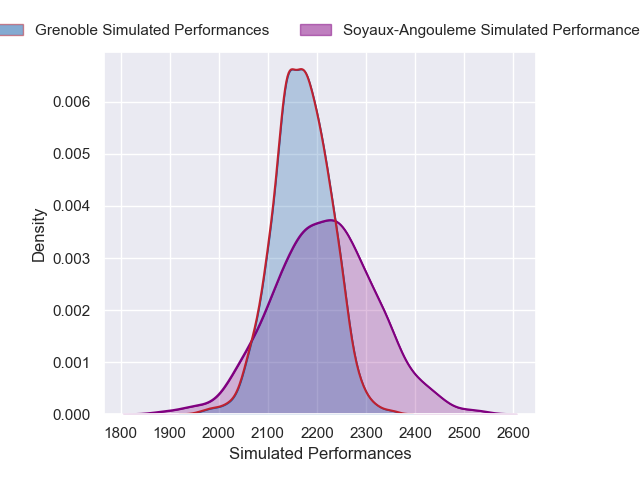 Grenoble Simulated Performances Soyaux-Angouleme Simulated Performance
0.006
0.005
0.004
0.003
0.002
0.001
0.000
Density
1800 1900 2000 2100 2200 2300 2400 2500 2600
Simulated Performances